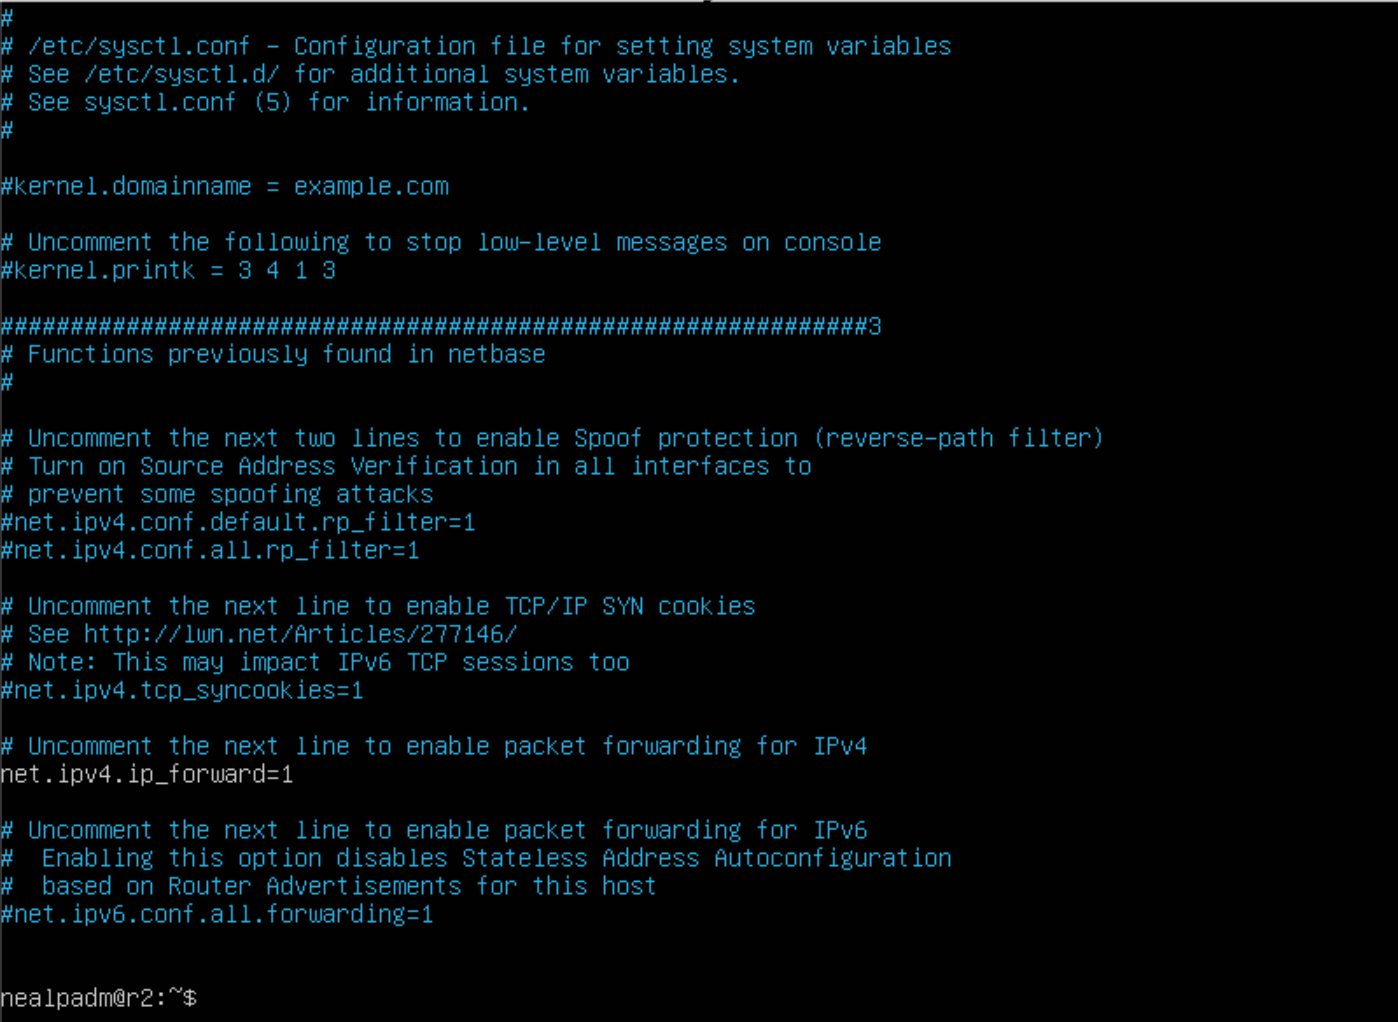 #
# /etc/sysctl.conf - Configuration file for setting system variables
# See /etc/sysctl.d/ for additional system variables.
# See sysctl.conf (5) for information.
#
#kernel.domainname = example.com
# Uncomment the following to stop low-level messages on console
#kernel.printk = 3 4 1 3
##############################################################3
# Functions previously found in netbase
#
# Uncomment the next two lines to enable Spoof protection (reverse-path filter)
# Turn on Source Address Verification in all interfaces to
# prevent some spoofing attacks
#net.ipv4.conf.default.rp_filter=1
#net.ipv4.conf.all.rp_filter=1
# Uncomment the next line to enable TCP/IP SYN cookies
# See http://lwn.net/Articles/277146/
# Note: This may impact IPv6 TCP sessions too
#net.ipv4.tcp_syncookies=1
# Uncomment the next line to enable packet forwarding for IPv4
net.ipv4.ip_forward=1
# Uncomment the next line to enable packet forwarding for IPv6
#  Enabling this option disables Stateless Address Autoconfiguration
#  based on Router Advertisements for this host
#net.ipv6.conf.all.forwarding=1
nealpadm@r2:~$